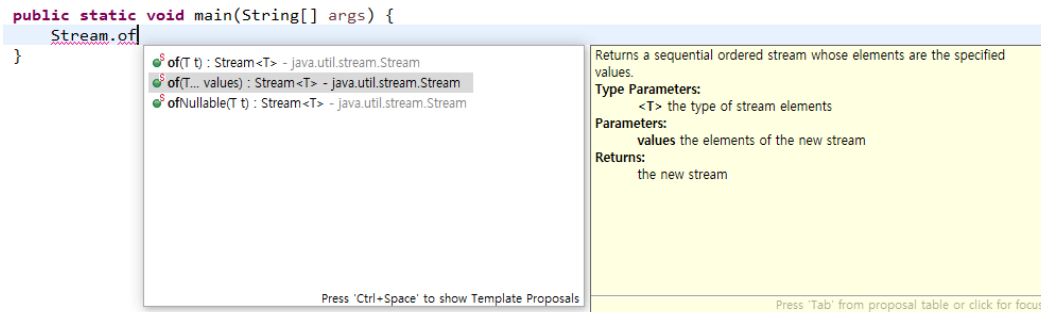 public static void main(String[] args) {
Stream.of
}
of(T t) : Stream<T> - java.util.stream.Stream
of(T... values) : Stream<T> - java.util.stream.Stream
ofNullable(T t) : Stream<T> - java.util.stream.Stream
Press 'Ctrl+Space' to show Template Proposals
Returns a sequential ordered stream whose elements are the specified
values.
Type Parameters:
<T> the type of stream elements
Parameters:
values the elements of the new stream
Returns:
the new stream
Press 'Tab' from proposal table or click for focus